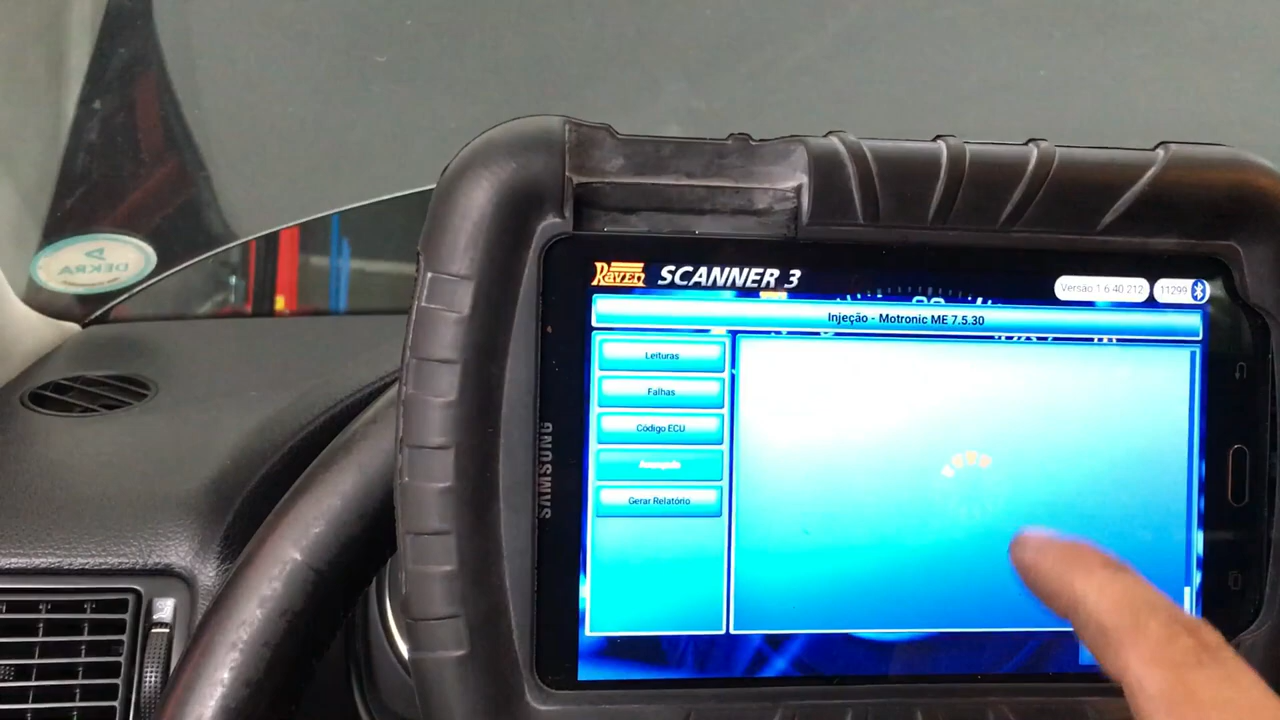 DEKRA
RAVEN SCANNER 3
Versão 1.6.40.212 11299
Injeção - Motronic ME 7.5.30
Leituras
Falhas
Código ECU
Avançado
Gerar Relatório
SAMSUNG